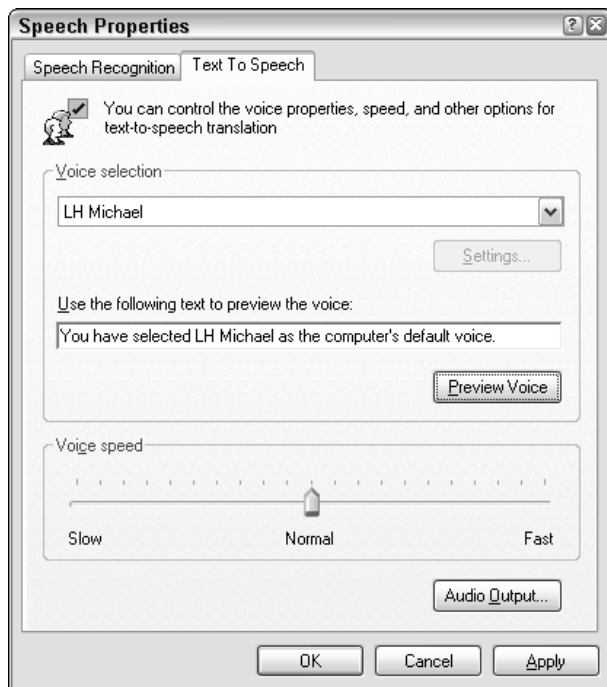 Speech Properties
Speech Recognition Text To Speech
You can control the voice properties, speed, and other options for
text-to-speech translation
Voice selection
LH Michael
Settings...
Use the following text to preview the voice:
You have selected LH Michael as the computer's default voice.
Preview Voice
Voice speed
Slow Normal Fast
Audio Output...
OK Cancel Apply